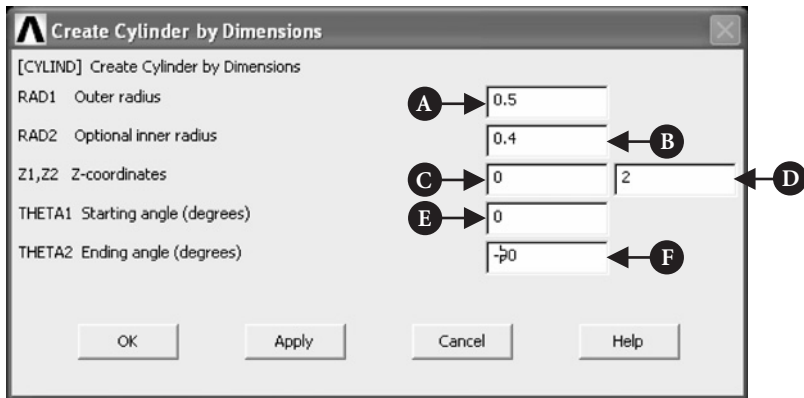 Create Cylinder by Dimensions
[CYLIND] Create Cylinder by Dimensions
RAD1 Outer radius A 0.5
RAD2 Optional inner radius 0.4 B
Z1,Z2 Z-coordinates C 0 2 D
THETA1 Starting angle (degrees) E 0
THETA2 Ending angle (degrees) F
OK Apply Cancel Help